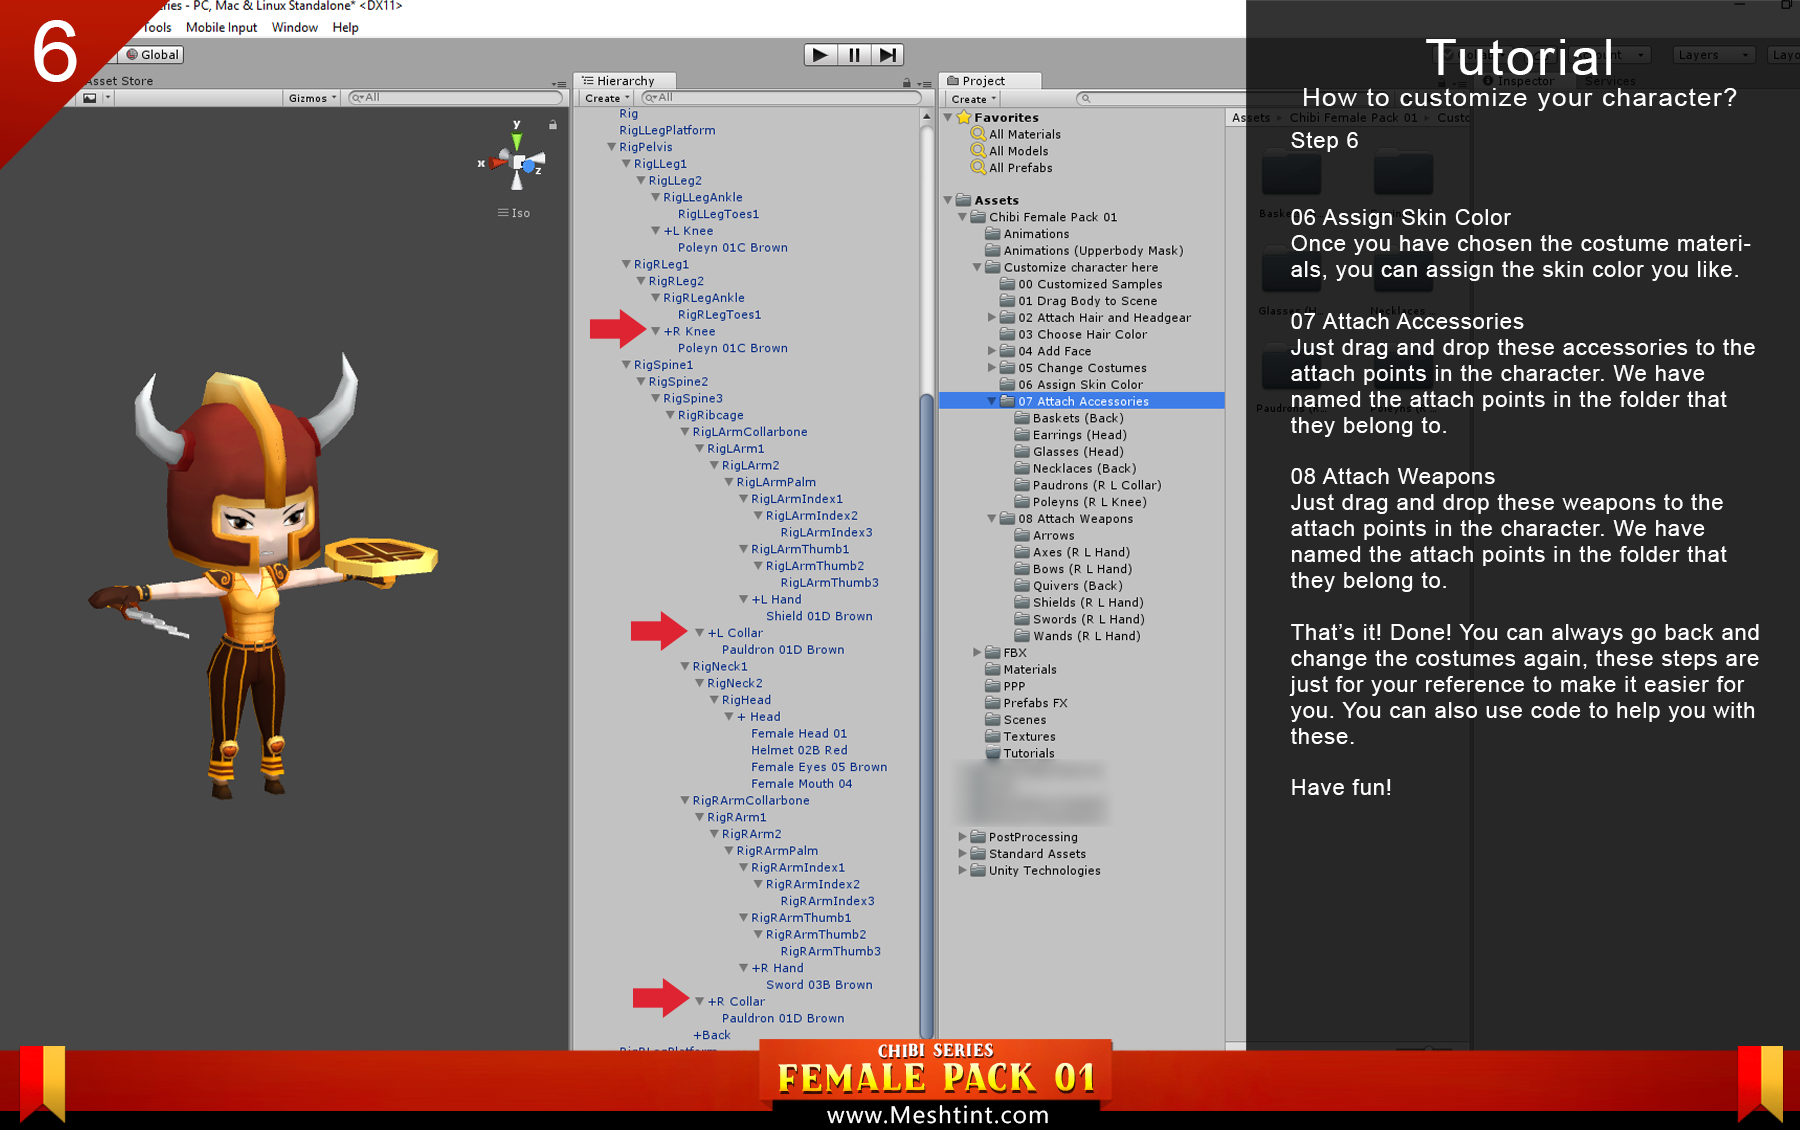 6
ries - PC, Mac & Linux Standalone* <DX11>
Tools Mobile Input Window Help
Global
Asset Store
Gizmos
All
y
x
z
Iso
Hierarchy
Create
All
Rig
RigLLegPlatform
RigPelvis
RigLLeg1
RigLLeg2
RigLLegAnkle
RigLLegToes1
+L Knee
Poleyn 01C Brown
RigRLeg1
RigRLeg2
RigRLegAnkle
RigRLegToes1
+R Knee
Poleyn 01C Brown
RigSpine1
RigSpine2
RigSpine3
RigRibcage
RigLArmCollarbone
RigLArm1
RigLArm2
RigLArmPalm
RigLArmIndex1
RigLArmIndex2
RigLArmIndex3
RigLArmThumb1
RigLArmThumb2
RigLArmThumb3
+L Hand
Shield 01D Brown
+L Collar
Pauldron 01D Brown
RigNeck1
RigNeck2
RigHead
+ Head
Female Head 01
Helmet 02B Red
Female Eyes 05 Brown
Female Mouth 04
RigRArmCollarbone
RigRArm1
RigRArm2
RigRArmPalm
RigRArmIndex1
RigRArmIndex2
RigRArmIndex3
RigRArmThumb1
RigRArmThumb2
RigRArmThumb3
+R Hand
Sword 03B Brown
+R Collar
Pauldron 01D Brown
+Back
RigRLegPlatform
Project
Create
Favorites
All Materials
All Models
All Prefabs
Assets
Chibi Female Pack 01
Animations
Animations (Upperbody Mask)
Customize character here
00 Customized Samples
01 Drag Body to Scene
02 Attach Hair and Headgear
03 Choose Hair Color
04 Add Face
05 Change Costumes
06 Assign Skin Color
07 Attach Accessories
Baskets (Back)
Earrings (Head)
Glasses (Head)
Necklaces (Back)
Paudrons (R L Collar)
Poleyns (R L Knee)
08 Attach Weapons
Arrows
Axes (R L Hand)
Bows (R L Hand)
Quivers (Back)
Shields (R L Hand)
Swords (R L Hand)
Wands (R L Hand)
FBX
Materials
PPP
Prefabs FX
Scenes
Textures
Tutorials
PostProcessing
Standard Assets
Unity Technologies
Layers
Inspector
Services
Assets Chibi Female Pack 01 Custo
Tutorial
How to customize your character?
Step 6
06 Assign Skin Color
Once you have chosen the costume materi-
als, you can assign the skin color you like.
07 Attach Accessories
Just drag and drop these accessories to the
attach points in the character. We have
named the attach points in the folder that
they belong to.
08 Attach Weapons
Just drag and drop these weapons to the
attach points in the character. We have
named the attach points in the folder that
they belong to.
That's it! Done! You can always go back and
change the costumes again, these steps are
just for your reference to make it easier for
you. You can also use code to help you with
these.
Have fun!
CHIBI SERIES
FEMALE PACK 01
www.Meshtint.com